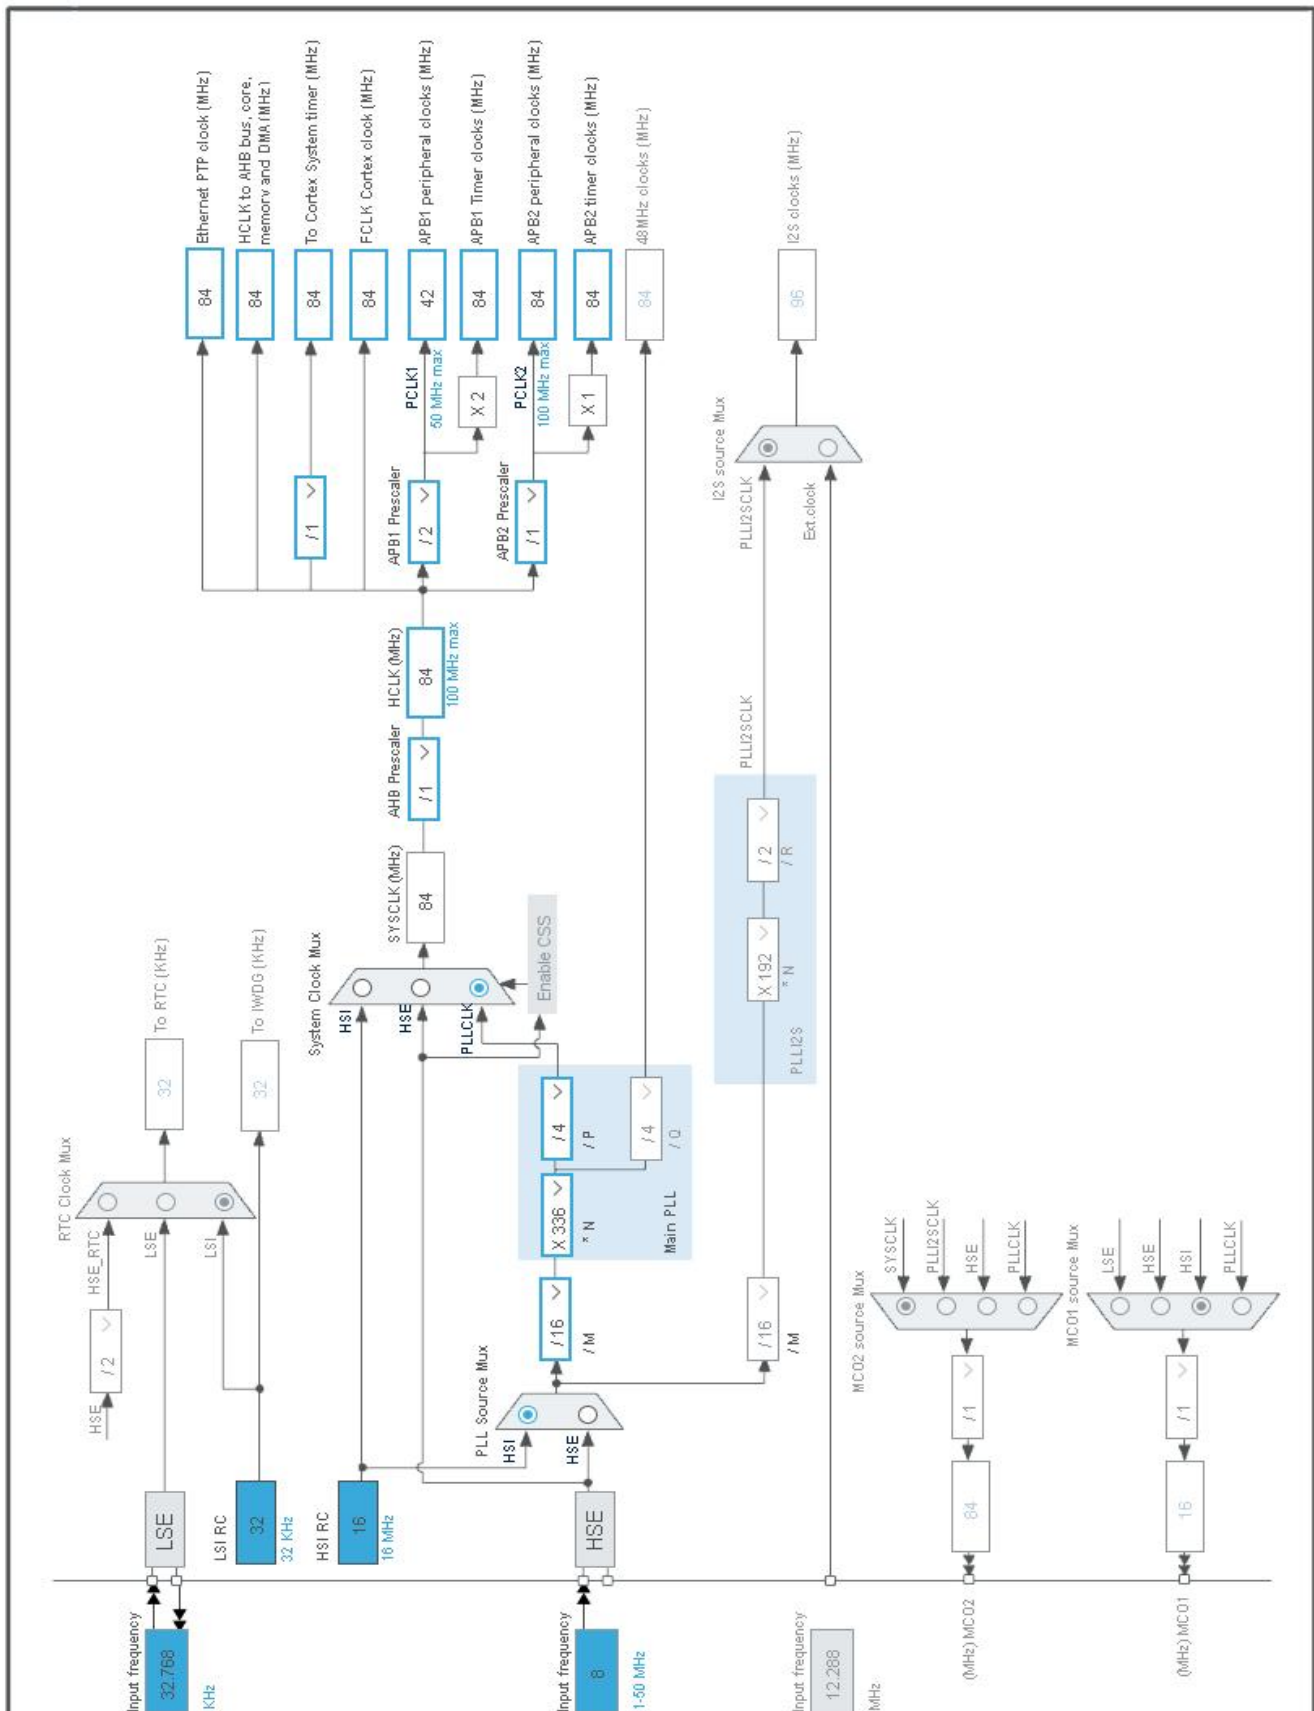 Input frequency
32.768
KHz
LSE
HSE
/ 2
HSE_RTC
LSE
LSI
RTC Clock Mux
32
To RTC (KHz)
LSI RC
32
32 KHz
32
To IWDG (KHz)
HSI RC
16
16 MHz
Input frequency
8
1-50 MHz
HSE
PLL Source Mux
HSI
HSE
/ 16
/ M
X 336
* N
/ 4
/ P
/ 4
/ Q
Main PLL
System Clock Mux
HSI
HSE
PLLCLK
Enable CSS
SYSCLK (MHz)
84
AHB Prescaler
/ 1
HCLK (MHz)
84
100 MHz max
84
Ethernet PTP clock (MHz)
84
HCLK to AHB bus, core,
memory and DMA (MHz)
/ 1
84
To Cortex System timer (MHz)
84
FCLK Cortex clock (MHz)
APB1 Prescaler
/ 2
PCLK1
50 MHz max
42
APB1 peripheral clocks (MHz)
X 2
84
APB1 Timer clocks (MHz)
APB2 Prescaler
/ 1
PCLK2
100 MHz max
84
APB2 peripheral clocks (MHz)
X 1
84
APB2 timer clocks (MHz)
84
48MHz clocks (MHz)
/ 16
/ M
PLLI2S
X 192
* N
/ 2
/ R
PLLI2SCLK
PLLI2SCLK
I2S source Mux
Ext.clock
96
I2S clocks (MHz)
Input frequency
12.288
MHz
MCO2 source Mux
SYSCLK
PLLI2SCLK
HSE
PLLCLK
/ 1
84
(MHz) MCO2
MCO1 source Mux
LSE
HSE
HSI
PLLCLK
/ 1
16
(MHz) MCO1